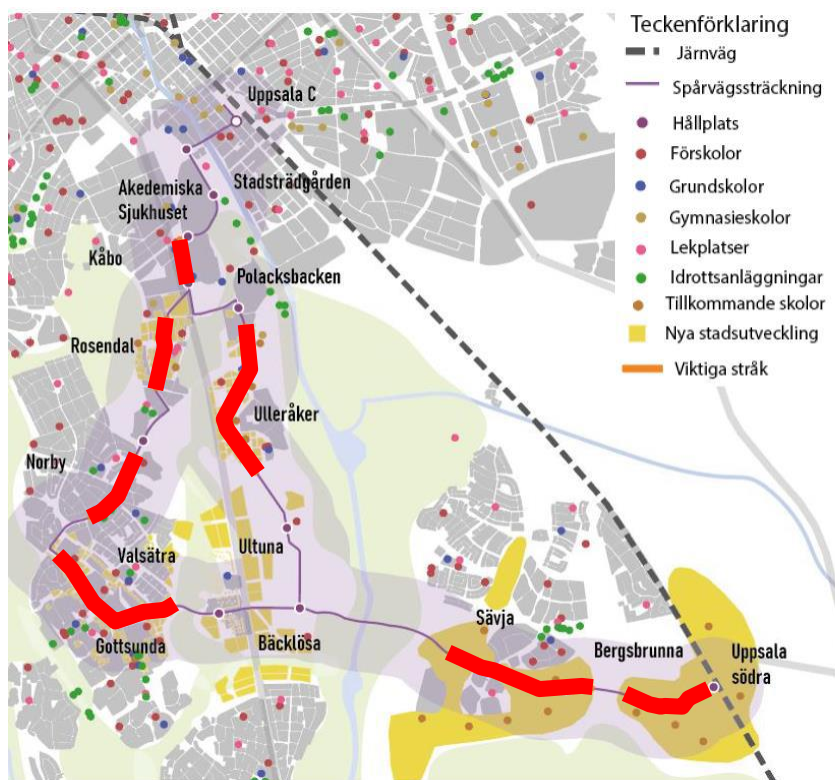 Teckenförklaring
Järnväg
Spårvägssträckning
Hållplats
Förskolor
Grundskolor
Gymnasieskolor
Lekplatser
Idrottsanläggningar
Tillkommande skolor
Nya stadsutveckling
Viktiga stråk
Uppsala C
Stadsträdgården
Akedemiska
Sjukhuset
Kåbo
Polacksbacken
Rosendal
Ulleråker
Norby
Valsätra
Ultuna
Gottsunda
Bäcklösa
Sävja
Bergsbrunna
Uppsala
södra